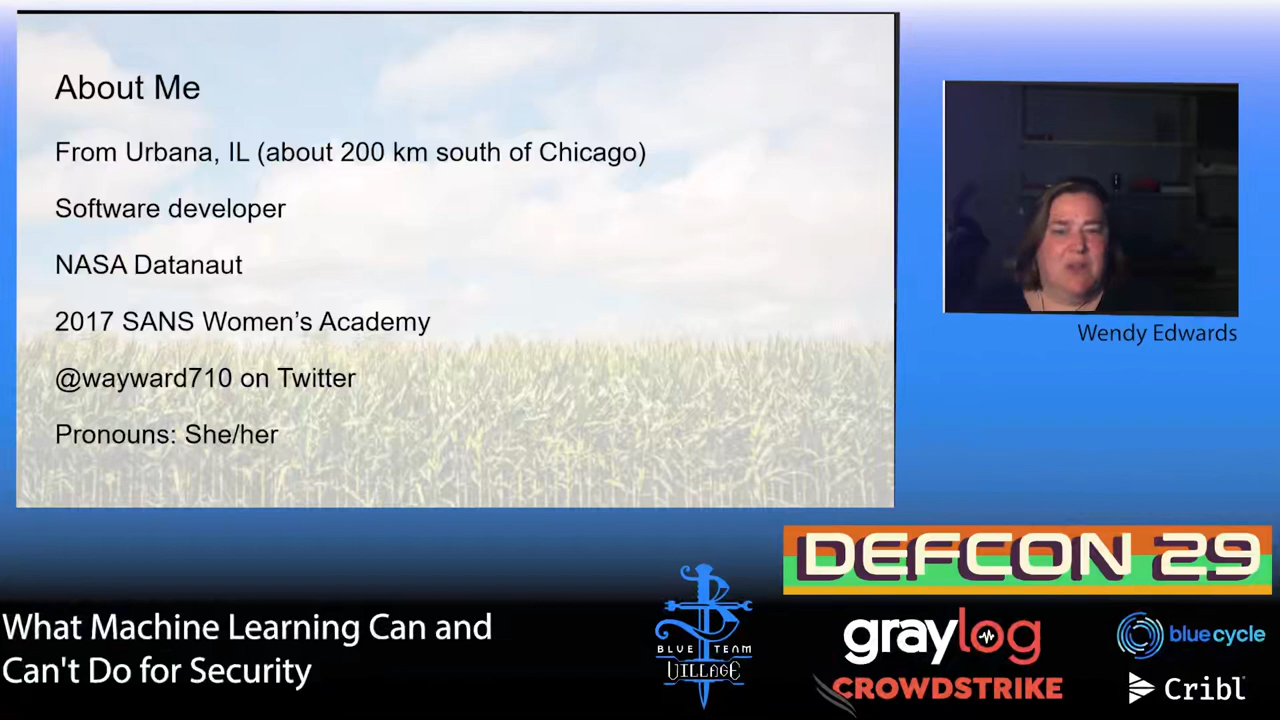 About Me
From Urbana, IL (about 200 km south of Chicago)
Software developer
NASA Datanaut
2017 SANS Women’s Academy
@wayward710 on Twitter
Pronouns: She/her
Wendy Edwards
DEFCON 29
What Machine Learning Can and
Can't Do for Security
BLUE TEAM
VILLAGE
graylog
bluecycle
CROWDSTRIKE
Cribl